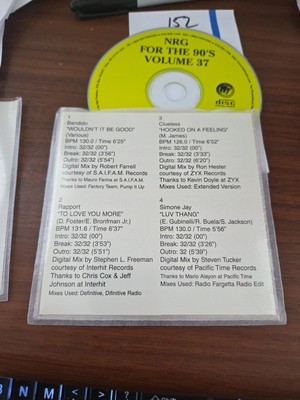 152
NRG
FOR THE 90'S
VOLUME 37
disc
1
Bandido
"WOULDN'T IT BE GOOD"
(Various)
BPM 130.0 / Time 6'25"
Intro: 32/32 (00")
Break: 32/32 (3'56")
Outro: 32/32 (5'54")
Digital Mix by Robert Farrell
courtesy of S.A.I.F.A.M. Records
Thanks to Mauro Farina at S.A.I.F.A.M.
Mixes Used: Factory Team, Pump it Up
2
Rapport
"TO LOVE YOU MORE"
(D. Foster/E. Bronfman Jr.)
BPM 131.6 / Time 6'37"
Intro: 32/32 (00")
Break: 32/32 (3'53")
Outro: 32/32 (5'51")
Digital Mix by Stephen L. Freeman
courtesy of Interhit Records
Thanks to Chris Cox & Jeff
Johnson at Interhit
Mixes Used: Definitive, Difinitive Radio
3
Clueless
"HOOKED ON A FEELING"
(M. James)
BPM 128.0 / Time 6'52"
Intro: 32/32 (00")
Break: 32/32 (3'33")
Outro: 32/32 (6'20")
Digital Mix by Ron Hester
courtesy of ZYX Records
Thanks to Kevin Doyle at ZYX.
Mixes Used: Extended Version
4
Simone Jay
"LUV THANG"
(E. Gubinelli/R. Buela/S. Jackson)
BPM 130.0 / Time 5'56"
Intro: 32/32 (00")
Break: 32/32 (3'26")
Outro: 32 (5'39")
Digital Mix by Steven Tucker
courtesy of Pacific Time Records
Thanks to Mario Alayon at Pacific Time
Mixes Used: Radio Fargetta Radio Edit
B N M < >